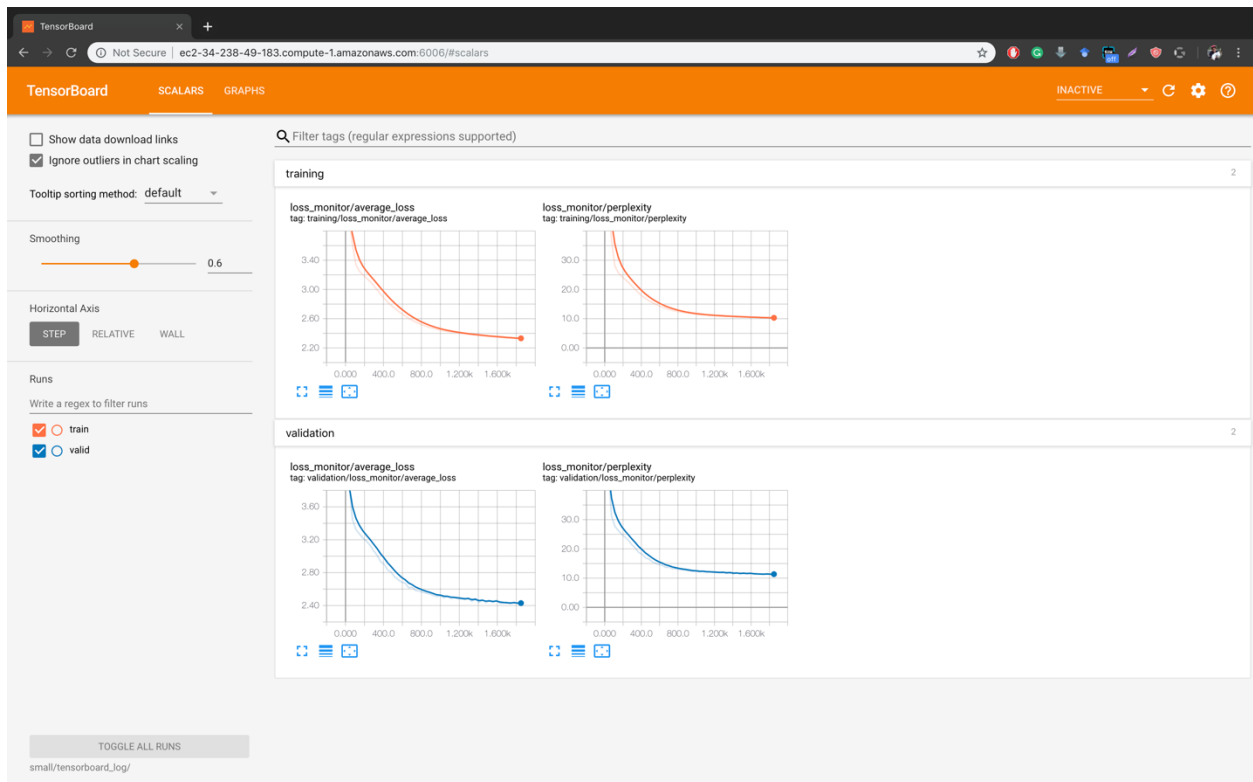 TensorBoard
Not Secure | ec2-34-238-49-183.compute-1.amazonaws.com:6006/#scalars
off
TensorBoard SCALARS GRAPHS INACTIVE
Show data download links
Ignore outliers in chart scaling
Tooltip sorting method: default
Smoothing
0.6
Horizontal Axis
STEP RELATIVE WALL
Runs
Write a regex to filter runs
train
valid
TOGGLE ALL RUNS
small/tensorboard_log/
Filter tags (regular expressions supported)
training 2
loss_monitor/average_loss
tag: training/loss_monitor/average_loss
3.40
3.00
2.60
2.20
0.000 400.0 800.0 1.200k 1.600k
loss_monitor/perplexity
tag: training/loss_monitor/perplexity
30.0
20.0
10.0
0.00
0.000 400.0 800.0 1.200k 1.600k
validation 2
loss_monitor/average_loss
tag: validation/loss_monitor/average_loss
3.60
3.20
2.80
2.40
0.000 400.0 800.0 1.200k 1.600k
loss_monitor/perplexity
tag: validation/loss_monitor/perplexity
30.0
20.0
10.0
0.00
0.000 400.0 800.0 1.200k 1.600k